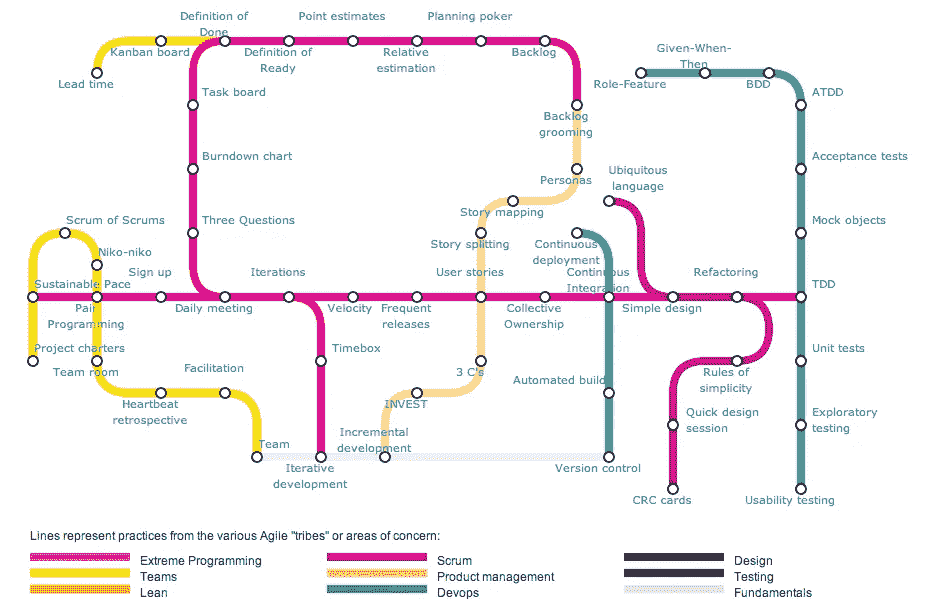 Definition of
Done
Point estimates
Planning poker
Kanban board
Definition of
Ready
Relative
estimation
Backlog
Given-When-
Then
Lead time
Role-Feature
BDD
Task board
ATDD
Backlog
grooming
Burndown chart
Acceptance tests
Personas
Ubiquitous
language
Scrum of Scrums
Three Questions
Story mapping
Mock objects
Niko-niko
Story splitting
Continuous
deployment
Sign up
Iterations
User stories
Continuous
Integration
Refactoring
Sustainable Pace
TDD
Pair
Programming
Daily meeting
Velocity
Frequent
releases
Collective
Ownership
Simple design
Project charters
Timebox
Unit tests
Team room
Facilitation
3 C's
Automated build
Rules of
simplicity
Heartbeat
retrospective
INVEST
Quick design
session
Exploratory
testing
Team
Incremental
development
Iterative
development
Version control
CRC cards
Usability testing
Lines represent practices from the various Agile "tribes" or areas of concern:
Extreme Programming
Teams
Lean
Scrum
Product management
Devops
Design
Testing
Fundamentals